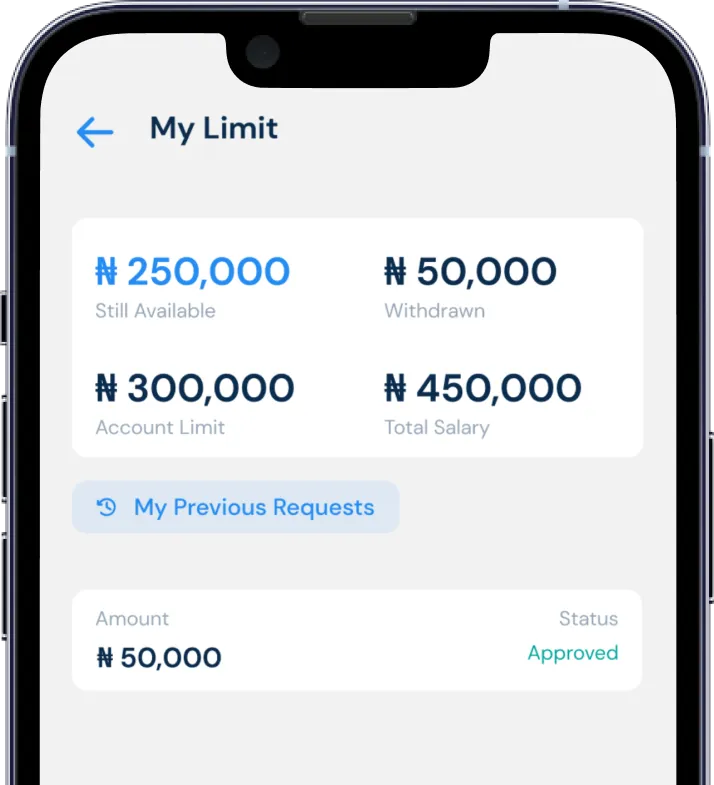 My Limit
₦ 250,000 ₦ 50,000
Still Available Withdrawn
₦ 300,000 ₦ 450,000
Account Limit Total Salary
My Previous Requests
Amount Status
₦ 50,000 Approved